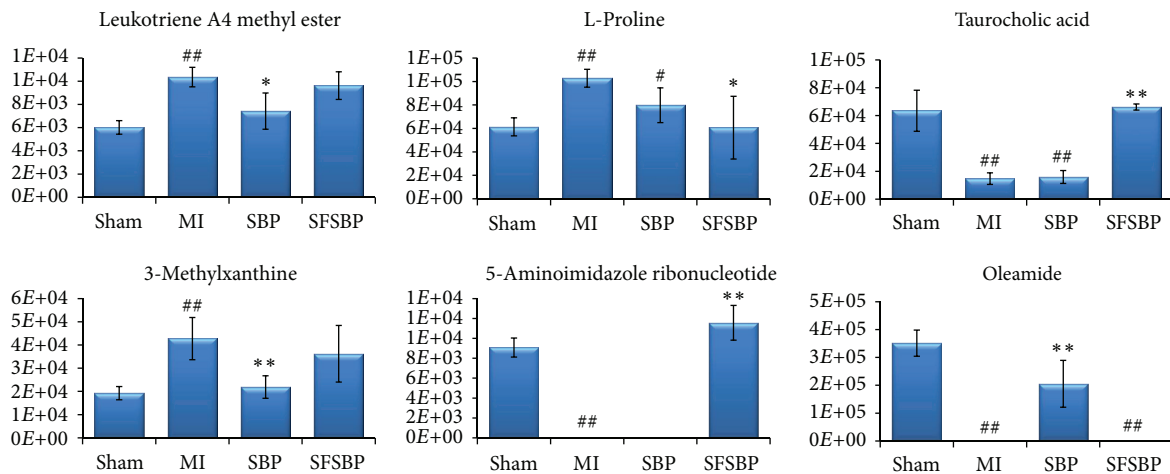 Leukotriene A4 methyl ester
1E+04
1E+04
8E+03
6E+03
3E+03
2E+03
0E+00
##
*
Sham MI SBP SFSBP
L-Proline
1E+05
1E+05
8E+04
6E+04
4E+04
2E+04
0E+00
##
#
*
Sham MI SBP SFSBP
Taurocholic acid
1E+05
8E+04
6E+04
4E+04
2E+04
0E+00
##
##
**
Sham MI SBP SFSBP
3-Methylxanthine
6E+04
5E+04
4E+04
3E+04
2E+04
1E+04
0E+00
##
**
Sham MI SBP SFSBP
5-Aminoimidazole ribonucleotide
1E+04
1E+04
1E+04
8E+03
6E+03
4E+03
2E+03
0E+00
##
**
Sham MI SBP SFSBP
Oleamide
5E+05
4E+05
3E+05
2E+05
1E+05
0E+00
##
**
##
Sham MI SBP SFSBP